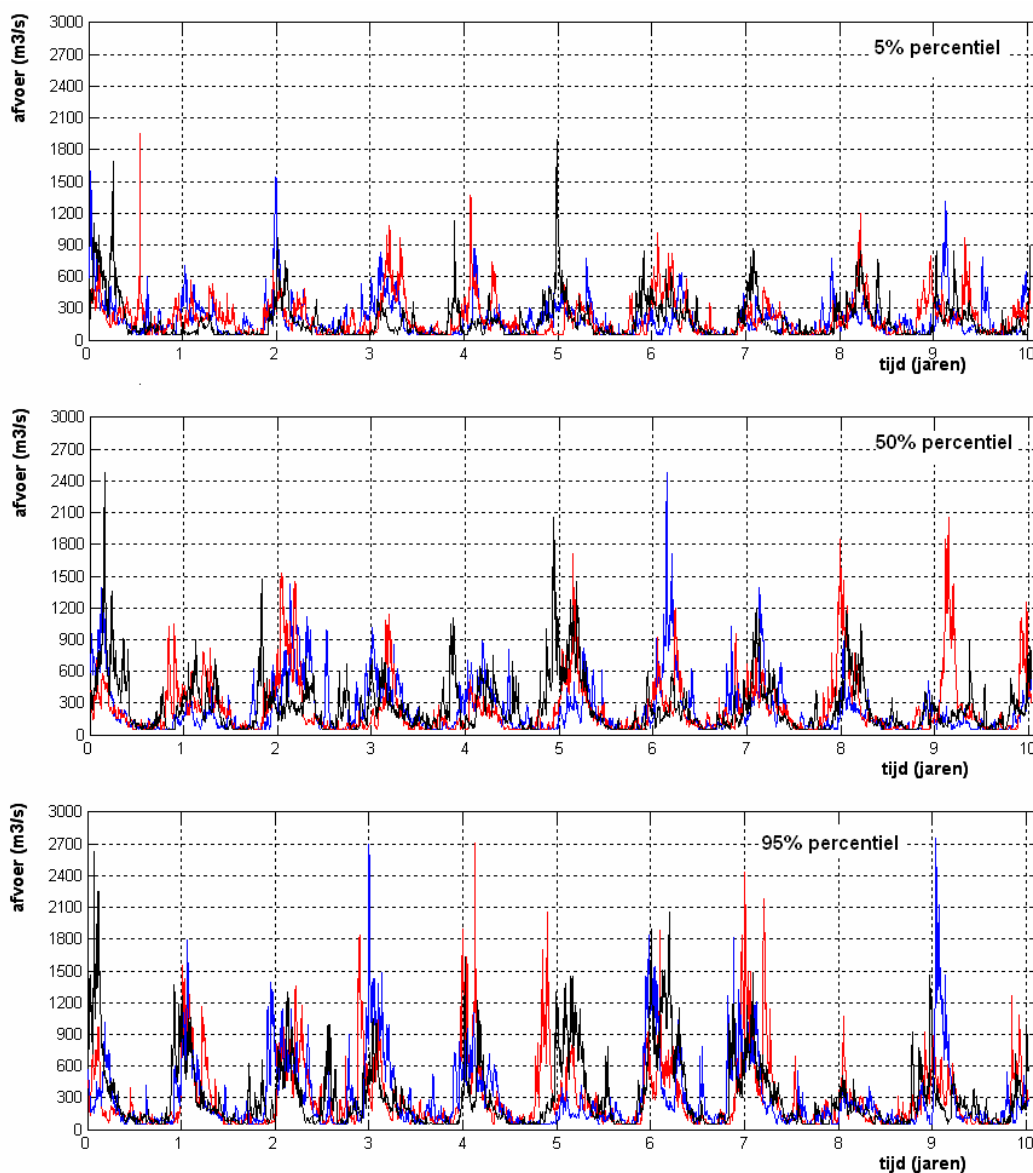 afvoer (m3/s)
5% percentiel
3000
2700
2400
2100
1800
1500
1200
900
600
300
0
0 1 2 3 4 5 6 7 8 9 10
tijd (jaren)
afvoer (m3/s)
50% percentiel
3000
2700
2400
2100
1800
1500
1200
900
600
300
0
0 1 2 3 4 5 6 7 8 9 10
tijd (jaren)
afvoer (m3/s)
95% percentiel
3000
2700
2400
2100
1800
1500
1200
900
600
300
0
0 1 2 3 4 5 6 7 8 9 10
tijd (jaren)